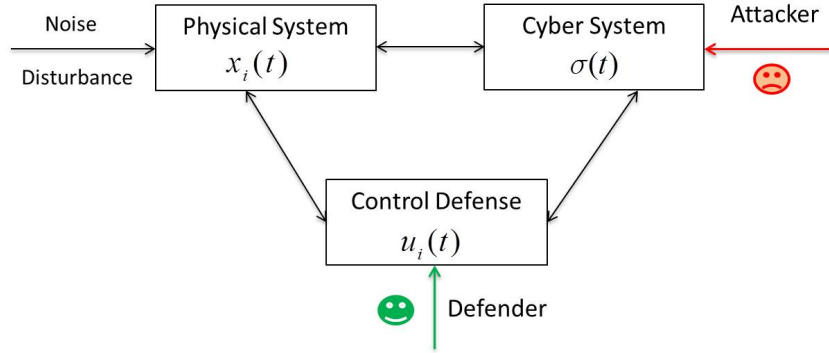 Noise
Disturbance
Physical System
x_i(t)
Cyber System
σ(t)
Attacker
Control Defense
u_i(t)
Defender